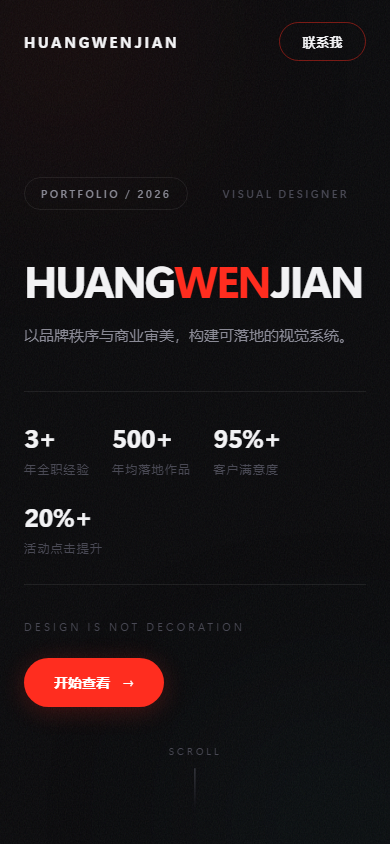 HUANGWENJIAN
联系我
PORTFOLIO / 2026
VISUAL DESIGNER
HUANGWENJIAN
以品牌秩序与商业审美，构建可落地的视觉系统。
3+ 500+ 95%+
年全职经验 年均落地作品 客户满意度
20%+
活动点击提升
DESIGN IS NOT DECORATION
开始查看 →
SCROLL